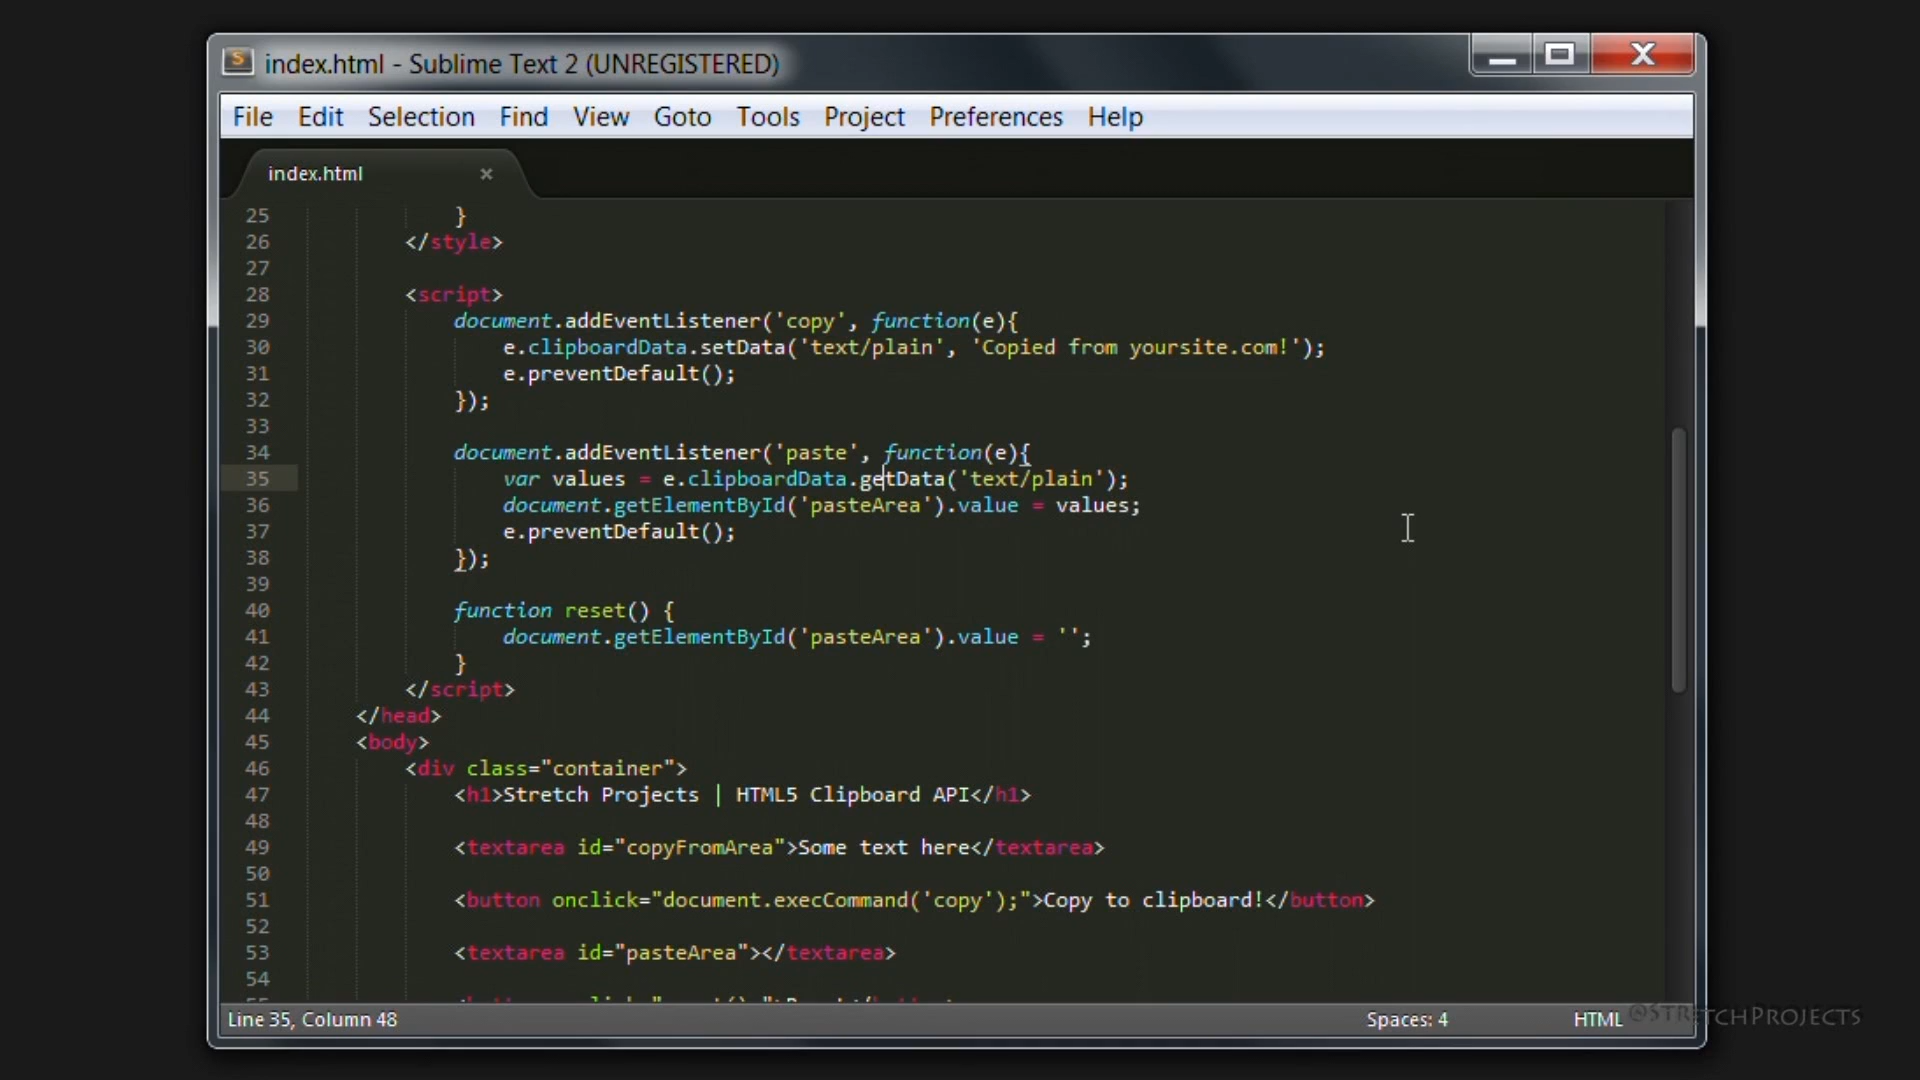 index.html - Sublime Text 2 (UNREGISTERED)
File Edit Selection Find View Goto Tools Project Preferences Help
index.html
25 }
26 </style>
27
28 <script>
29 document.addEventListener('copy', function(e){
30 e.clipboardData.setData('text/plain', 'Copied from yoursite.com!');
31 e.preventDefault();
32 });
33
34 document.addEventListener('paste', function(e){
35 var values = e.clipboardData.getData('text/plain');
36 document.getElementById('pasteArea').value = values;
37 e.preventDefault();
38 });
39
40 function reset() {
41 document.getElementById('pasteArea').value = '';
42 }
43 </script>
44 </head>
45 <body>
46 <div class="container">
47 <h1>Stretch Projects | HTML5 Clipboard API</h1>
48
49 <textarea id="copyFromArea">Some text here</textarea>
50
51 <button onclick="document.execCommand('copy');">Copy to clipboard!</button>
52
53 <textarea id="pasteArea"></textarea>
54
Line 35, Column 48 Spaces: 4 HTML
@StretchProjects